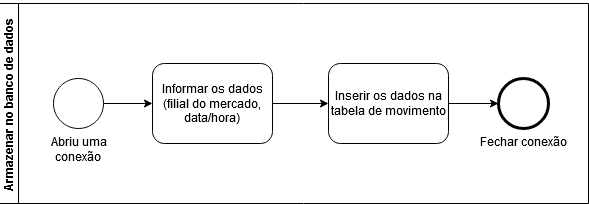 Armazenar no banco de dados
Abriu uma
conexão
Informar os dados
(filial do mercado,
data/hora)
Inserir os dados na
tabela de movimento
Fechar conexão